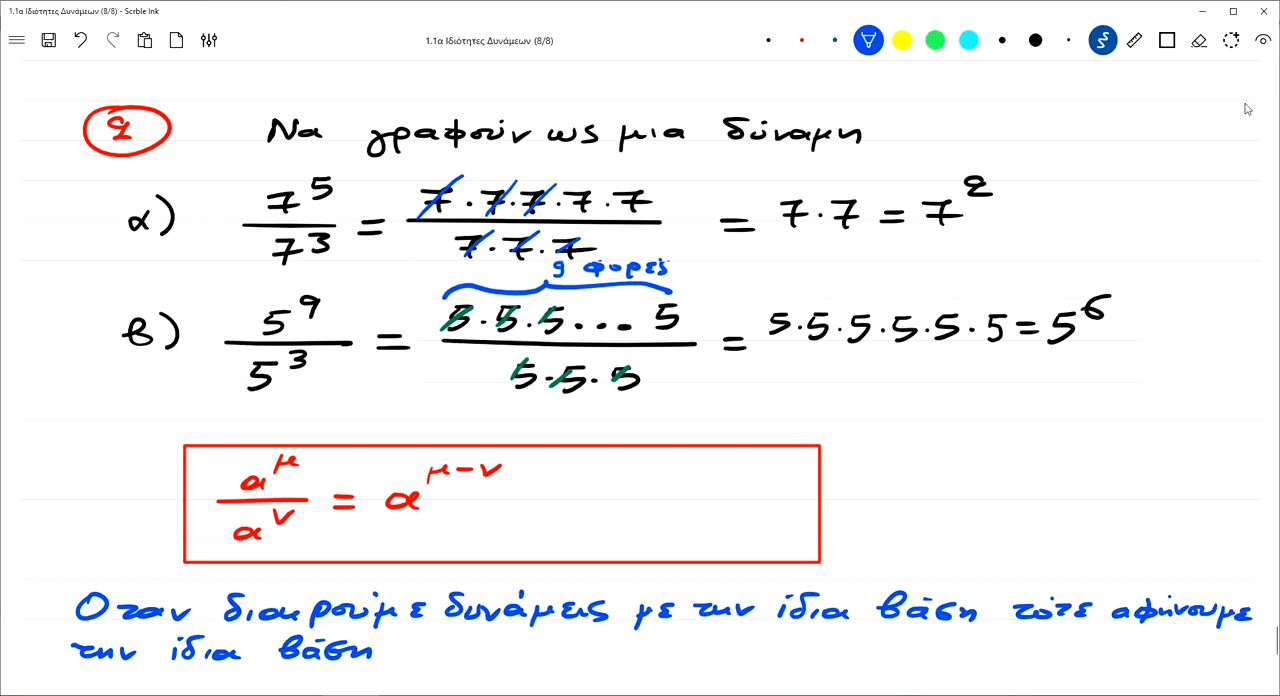 1.1α Ιδιότητες Δυνάμεων (8/8) - Scrble Ink
1.1α Ιδιότητες Δυνάμεων (8/8)
2 Να γραφούν ως μια δύναμη
α) 7^5/7^3 = 7·7·7·7·7/7·7·7 = 7·7 = 7^2
9 φορές
β) 5^9/5^3 = 5·5·5...5/5·5·5 = 5·5·5·5·5·5 = 5^6
α^μ/α^ν = α^μ-ν
Όταν διαιρούμε δυνάμεις με την ίδια βάση τότε αφήνουμε
την ίδια βάση